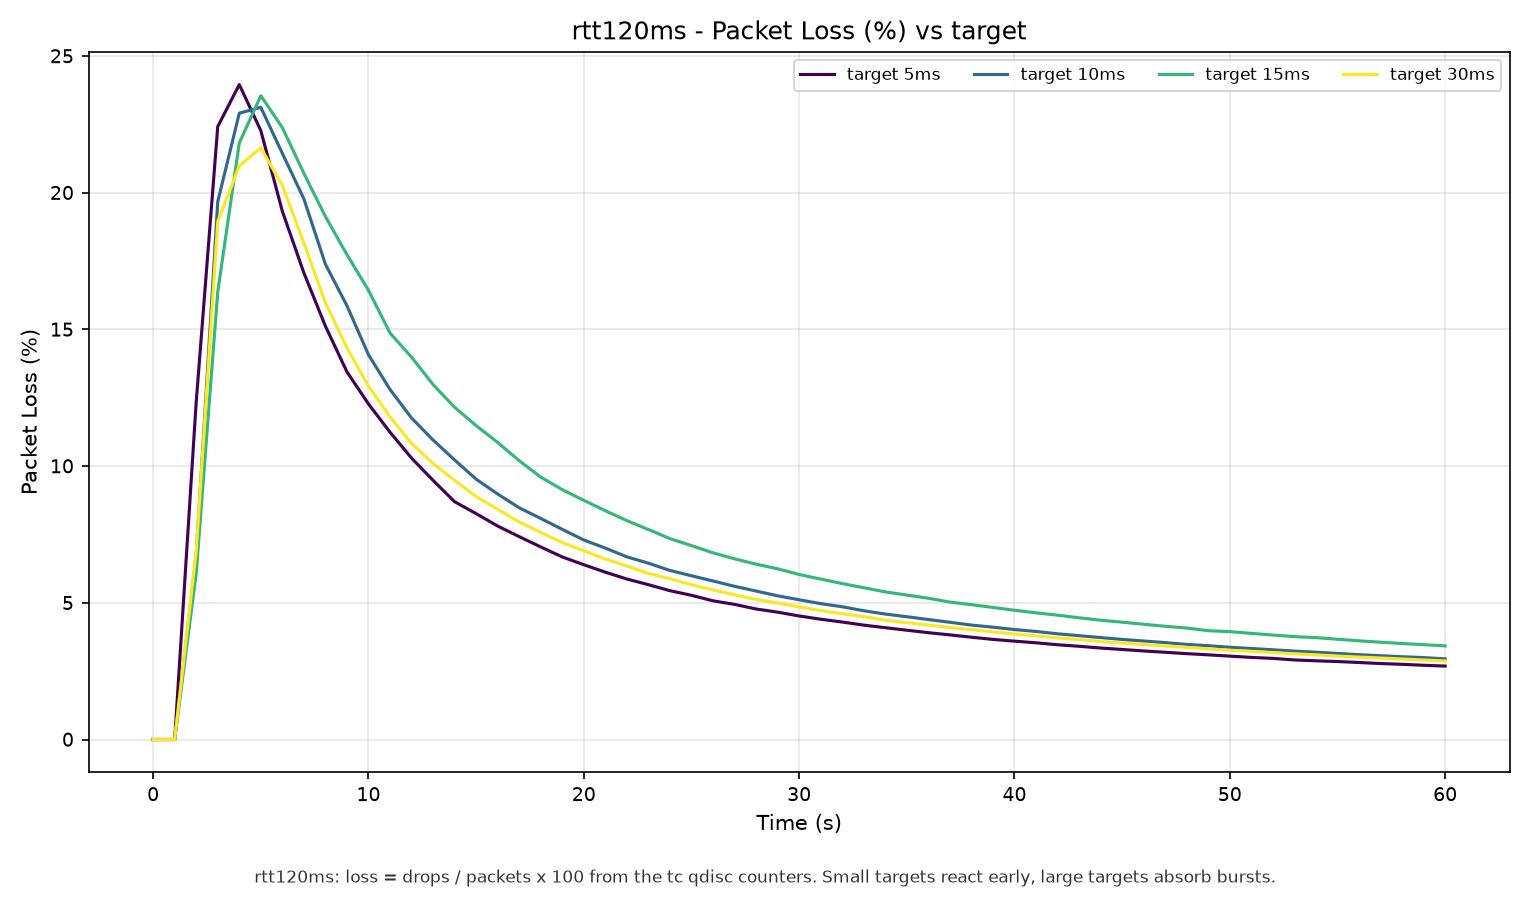 rtt120ms - Packet Loss (%) vs target
target 5ms target 10ms target 15ms target 30ms
Packet Loss (%)
25
20
15
10
5
0
0 10 20 30 40 50 60
Time (s)
rtt120ms: loss = drops / packets x 100 from the tc qdisc counters. Small targets react early, large targets absorb bursts.